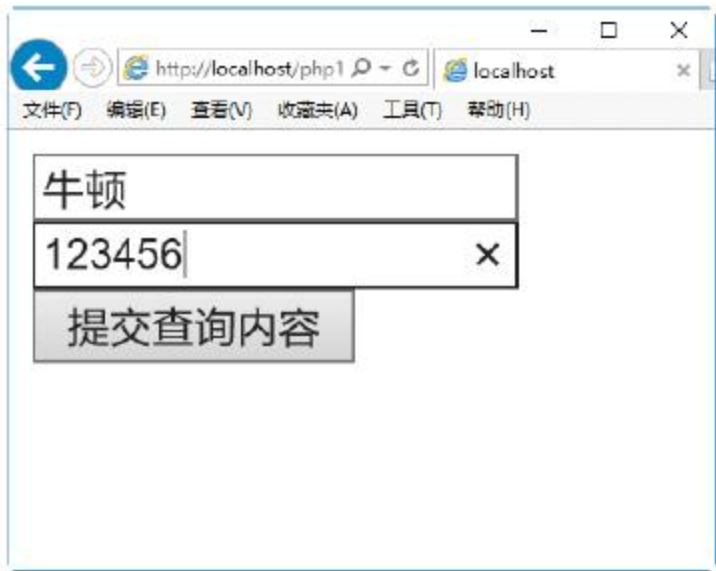 http://localhost/php1
localhost
文件(F) 编辑(E) 查看(V) 收藏夹(A) 工具(T) 帮助(H)
牛顿
123456
提交查询内容